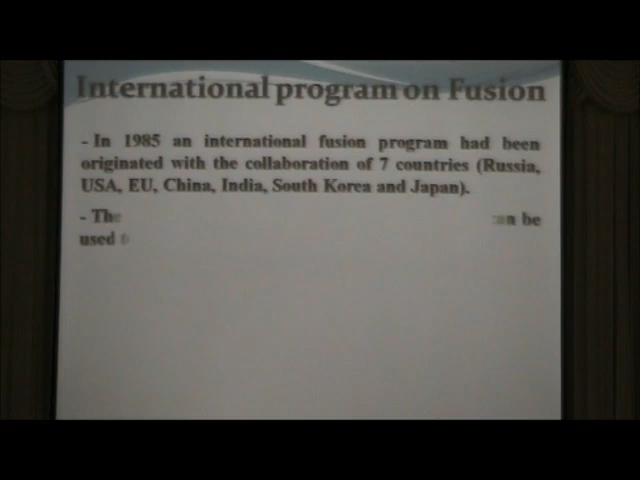 International program on Fusion
- In 1985 an international fusion program had been
originated with the collaboration of 7 countries (Russia,
USA, EU, China, India, South Korea and Japan).
- The be
used